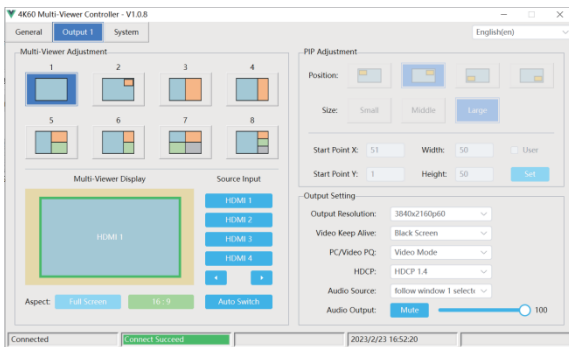 4K60 Multi-Viewer Controller - V1.0.8
General Output 1 System English(en)
Multi-Viewer Adjustment
1 2 3 4
5 6 7 8
Multi-Viewer Display Source Input
HDMI 1
HDMI 1
HDMI 2
HDMI 3
HDMI 4
Aspect: Full Screen 16 : 9 Auto Switch
PIP Adjustment
Position:
Size: Small Middle Large
Start Point X: 51 Width: 50 User
Start Point Y: 1 Height: 50 Set
Output Setting
Output Resolution: 3840x2160p60
Video Keep Alive: Black Screen
PC/Video PQ: Video Mode
HDCP: HDCP 1.4
Audio Source: follow window 1 selecti
Audio Output: Mute 100
Connected Connect Succeed 2023/2/23 16:52:20